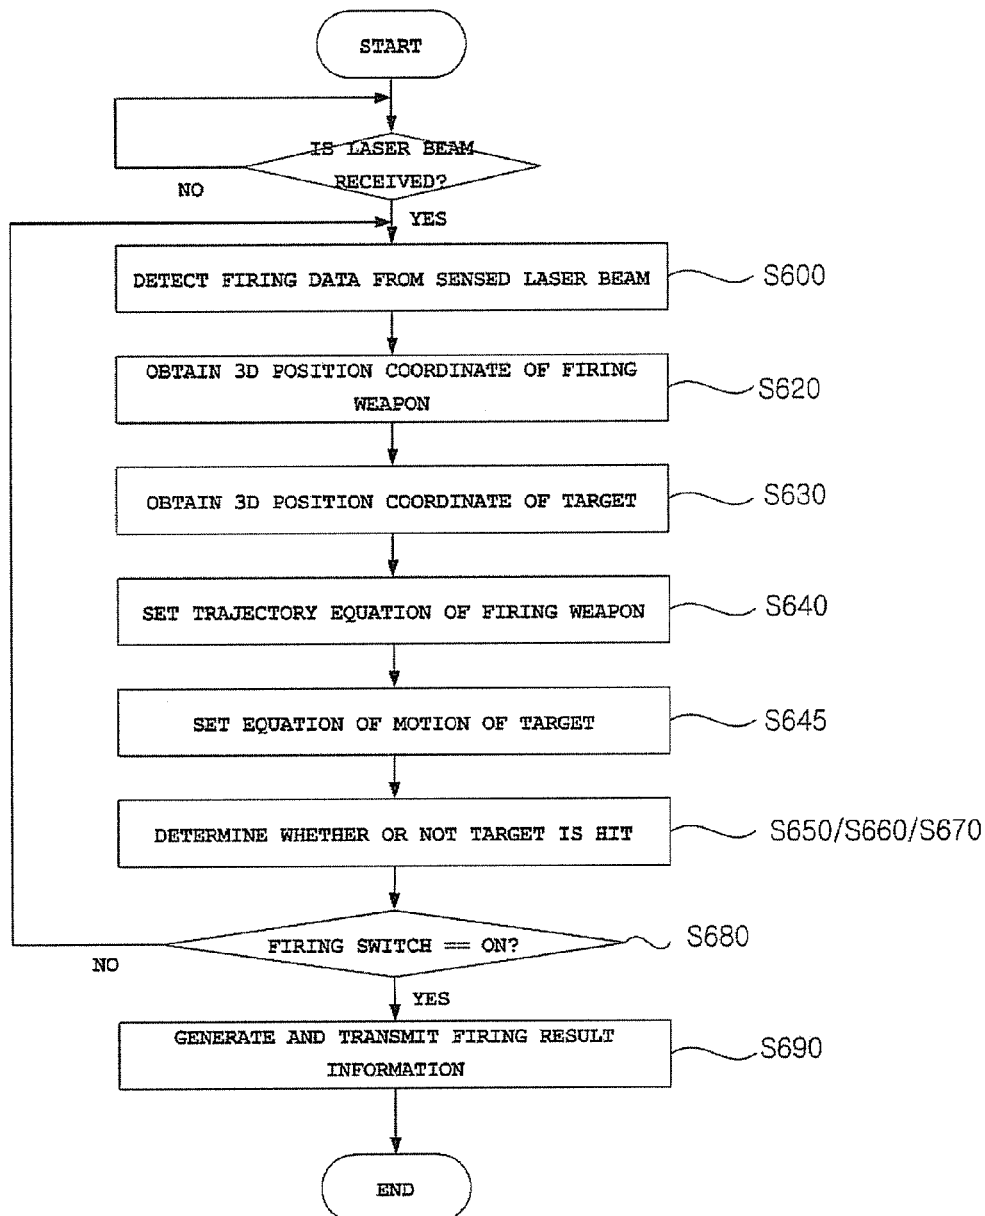 START
IS LASER BEAM
RECEIVED?
NO
YES
DETECT FIRING DATA FROM SENSED LASER BEAM
S600
OBTAIN 3D POSITION COORDINATE OF FIRING
WEAPON
S620
OBTAIN 3D POSITION COORDINATE OF TARGET
S630
SET TRAJECTORY EQUATION OF FIRING WEAPON
S640
SET EQUATION OF MOTION OF TARGET
S645
DETERMINE WHETHER OR NOT TARGET IS HIT
S650/S660/S670
FIRING SWITCH == ON?
S680
NO
YES
GENERATE AND TRANSMIT FIRING RESULT
INFORMATION
S690
END